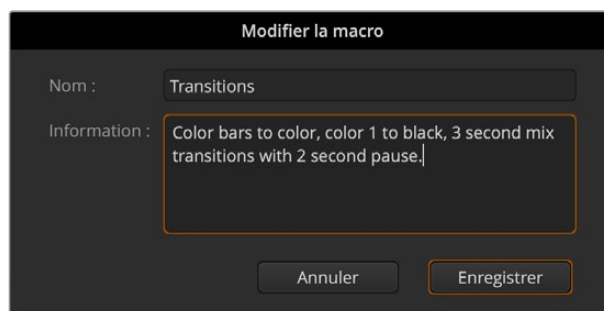 Modifier la macro
Nom :
Transitions
Information :
Color bars to color, color 1 to black, 3 second mix
transitions with 2 second pause.
Annuler
Enregistrer